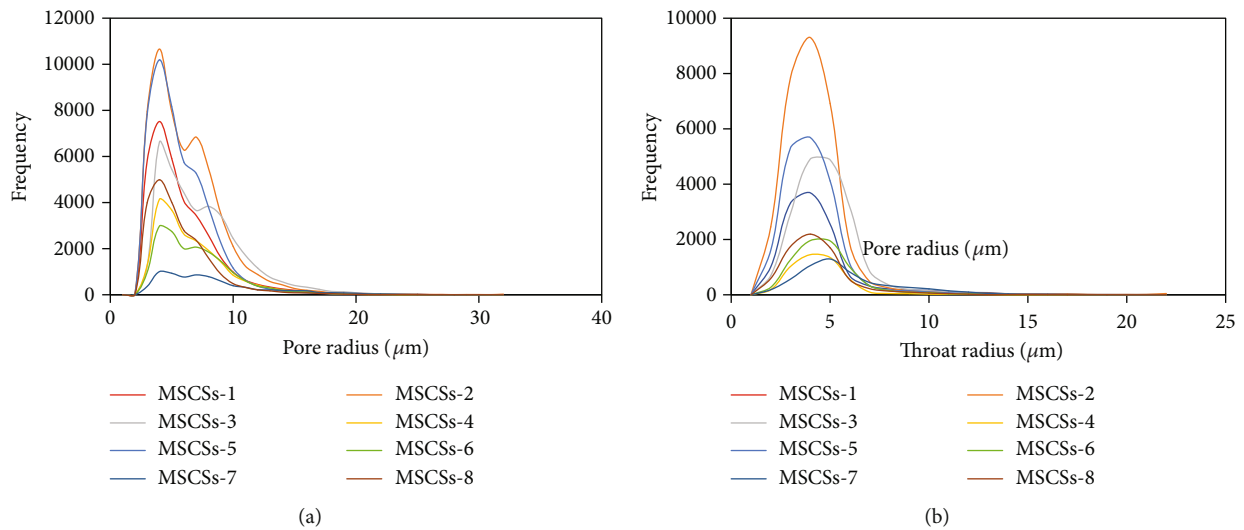 12000
10000
8000
6000
4000
2000
0
Frequency
0 10 20 30 40
Pore radius (μm)
MSCSs-1 MSCSs-2
MSCSs-3 MSCSs-4
MSCSs-5 MSCSs-6
MSCSs-7 MSCSs-8
(a)
10000
8000
6000
4000
2000
0
Frequency
Pore radius (μm)
0 5 10 15 20 25
Throat radius (μm)
MSCSs-1 MSCSs-2
MSCSs-3 MSCSs-4
MSCSs-5 MSCSs-6
MSCSs-7 MSCSs-8
(b)